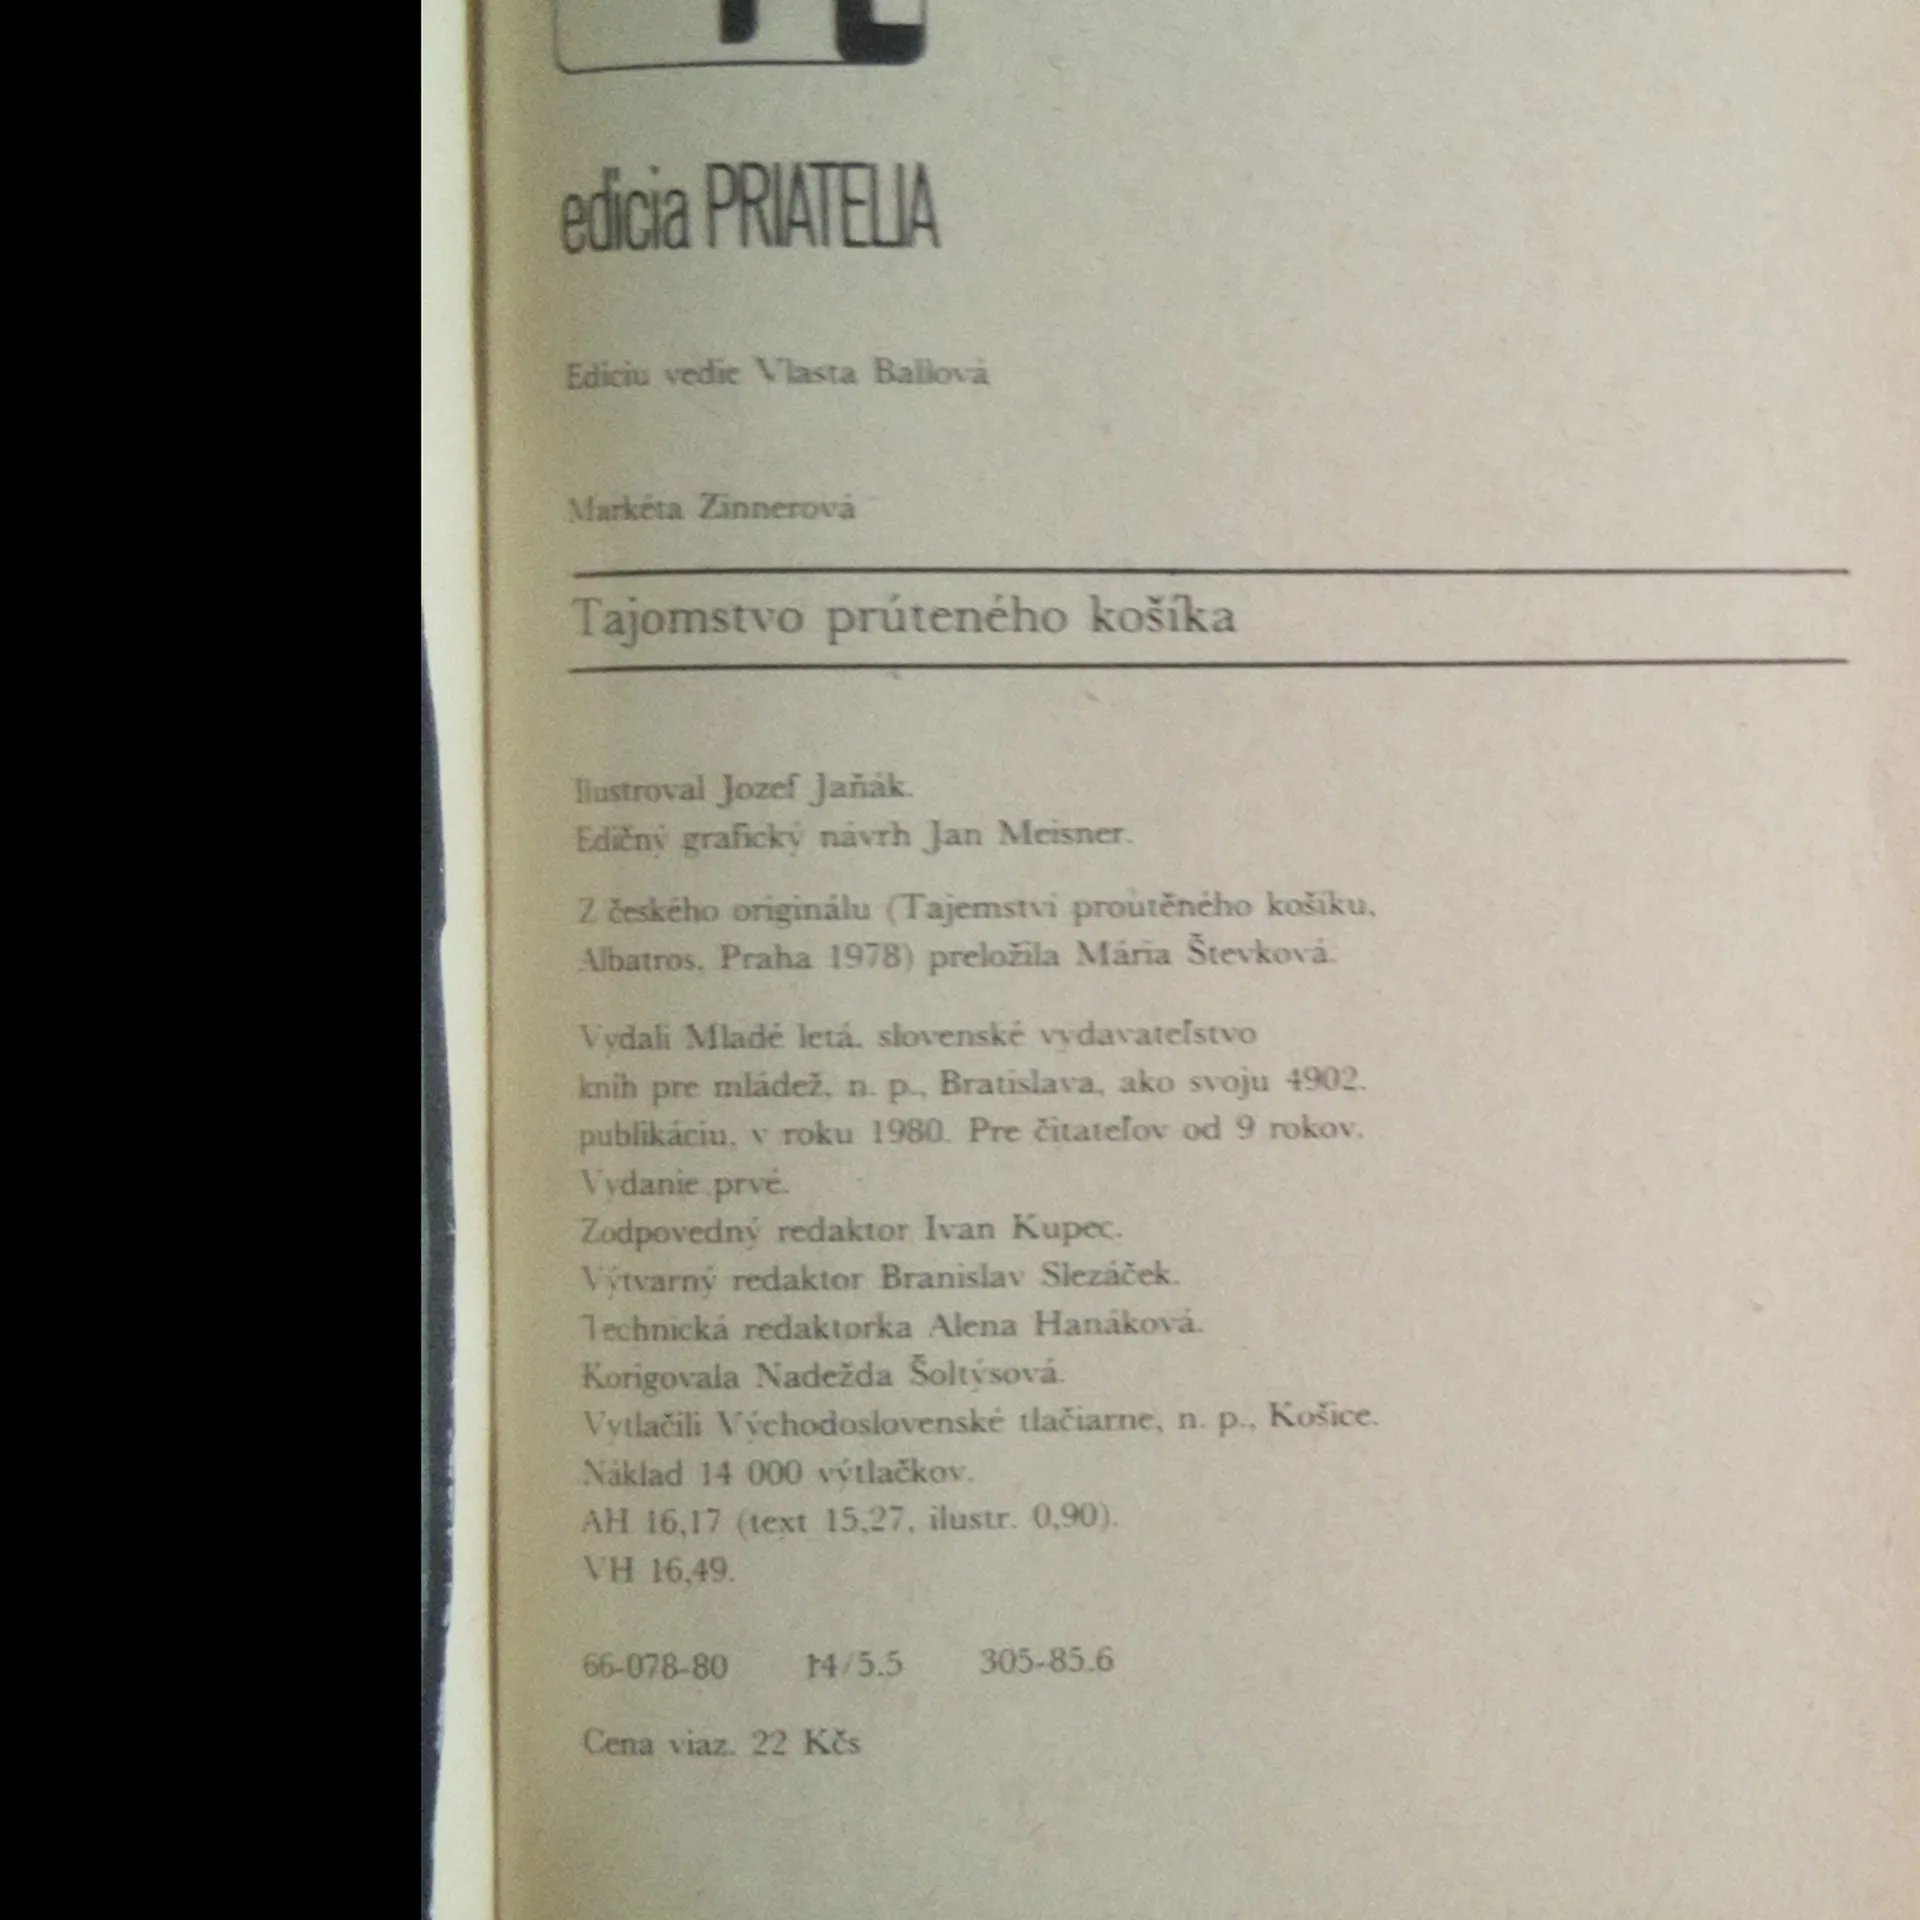 edícia PRIATELIA
Edíciu vedie Vlasta Ballová
Markéta Zinnerová
Tajomstvo prúteného košíka
Ilustroval Jozef Jaňák.
Edičný grafický návrh Jan Meisner.
Z českého originálu (Tajemství proutěného košíku,
Albatros, Praha 1978) preložila Mária Števková.
Vydali Mladé letá, slovenské vydavateľstvo
kníh pre mládež, n. p., Bratislava, ako svoju 4902.
publikáciu, v roku 1980. Pre čitateľov od 9 rokov.
Vydanie prvé.
Zodpovedný redaktor Ivan Kupec.
Výtvarný redaktor Branislav Slezáček.
Technická redaktorka Alena Hanáková.
Korigovala Nadežda Šoltýsová.
Vytlačili Východoslovenské tlačiarne, n. p., Košice.
Náklad 14 000 výtlačkov.
AH 16,17 (text 15,27, ilustr. 0,90).
VH 16,49.
66-078-80 14/5.5 305-85.6
Cena viaz. 22 Kčs